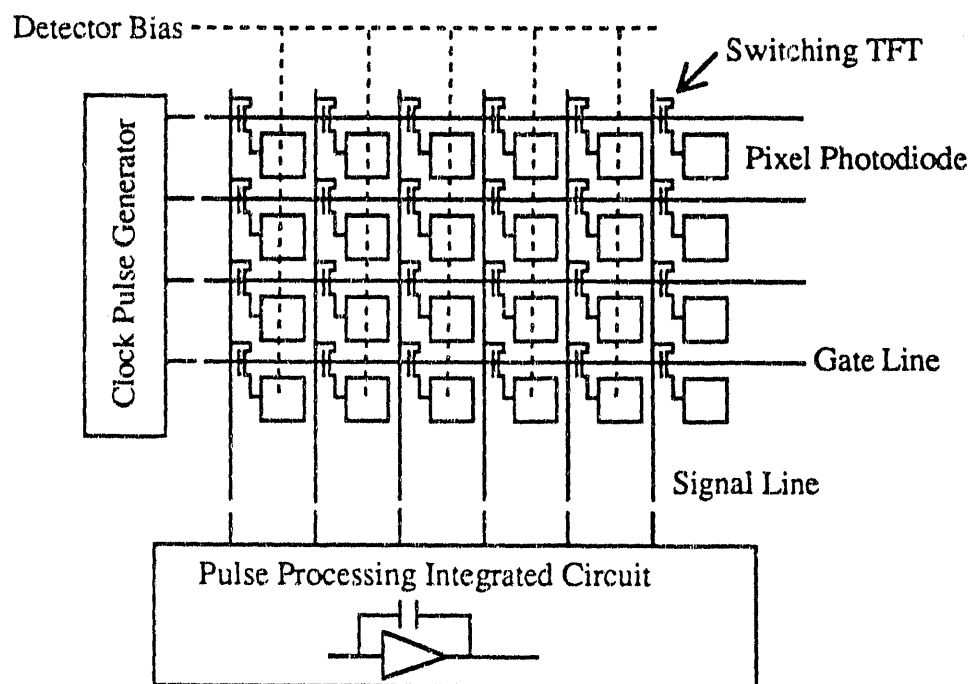 Detector Bias
Switching TFT
Clock Pulse Generator
Pixel Photodiode
Gate Line
Signal Line
Pulse Processing Integrated Circuit